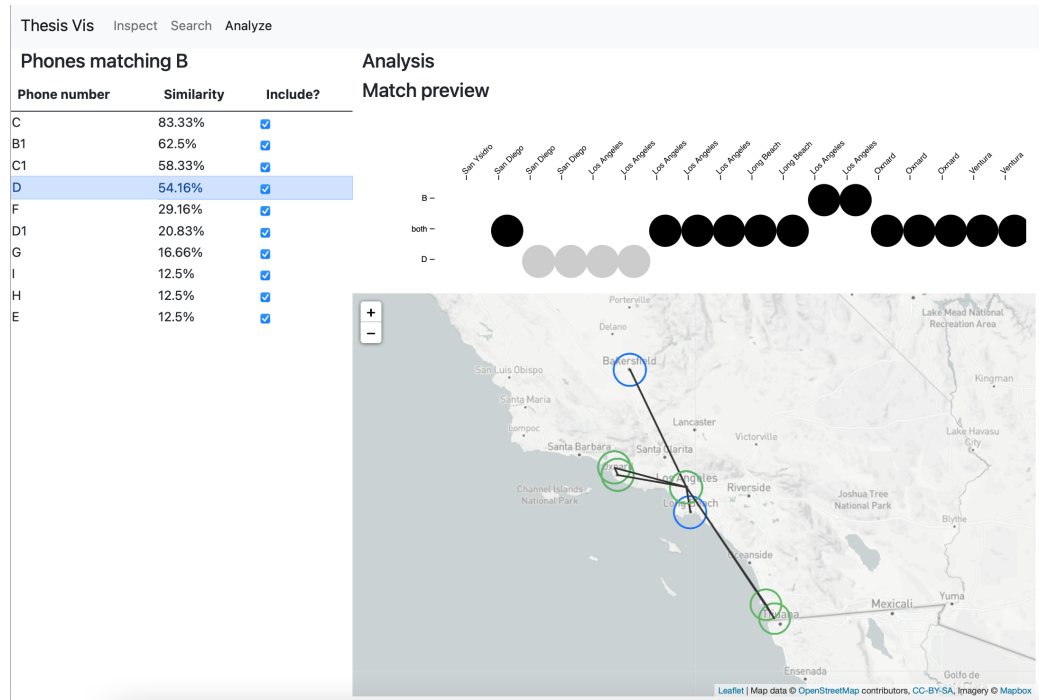 Thesis Vis Inspect Search Analyze
Phones matching B
Phone number Similarity Include?
C 83.33%
B1 62.5%
C1 58.33%
D 54.16%
F 29.16%
D1 20.83%
G 16.66%
I 12.5%
H 12.5%
E 12.5%
Analysis
Match preview
San Ysidro San Diego San Diego San Diego Los Angeles Los Angeles Los Angeles Los Angeles Los Angeles Long Beach Long Beach Los Angeles Los Angeles Oxnard Oxnard Oxnard Ventura Ventura
B
both
D
+
−
Porterville
Delano
Lake Mead National
Recreation Area
Bakersfield
San Luis Obispo
Kingman
Santa Maria
Lompoc
Lancaster
Lake Havasu
City
Victorville
Santa Barbara
Santa Clarita
Oxnard
Los Angeles
Riverside
Channel Islands
National Park
Joshua Tree
National Park
Long Beach
Blythe
Oceanside
Yuma
Mexicali
Tijuana
Ensenada
Golfo de
Leaflet | Map data © OpenStreetMap contributors, CC-BY-SA, Imagery © Mapbox